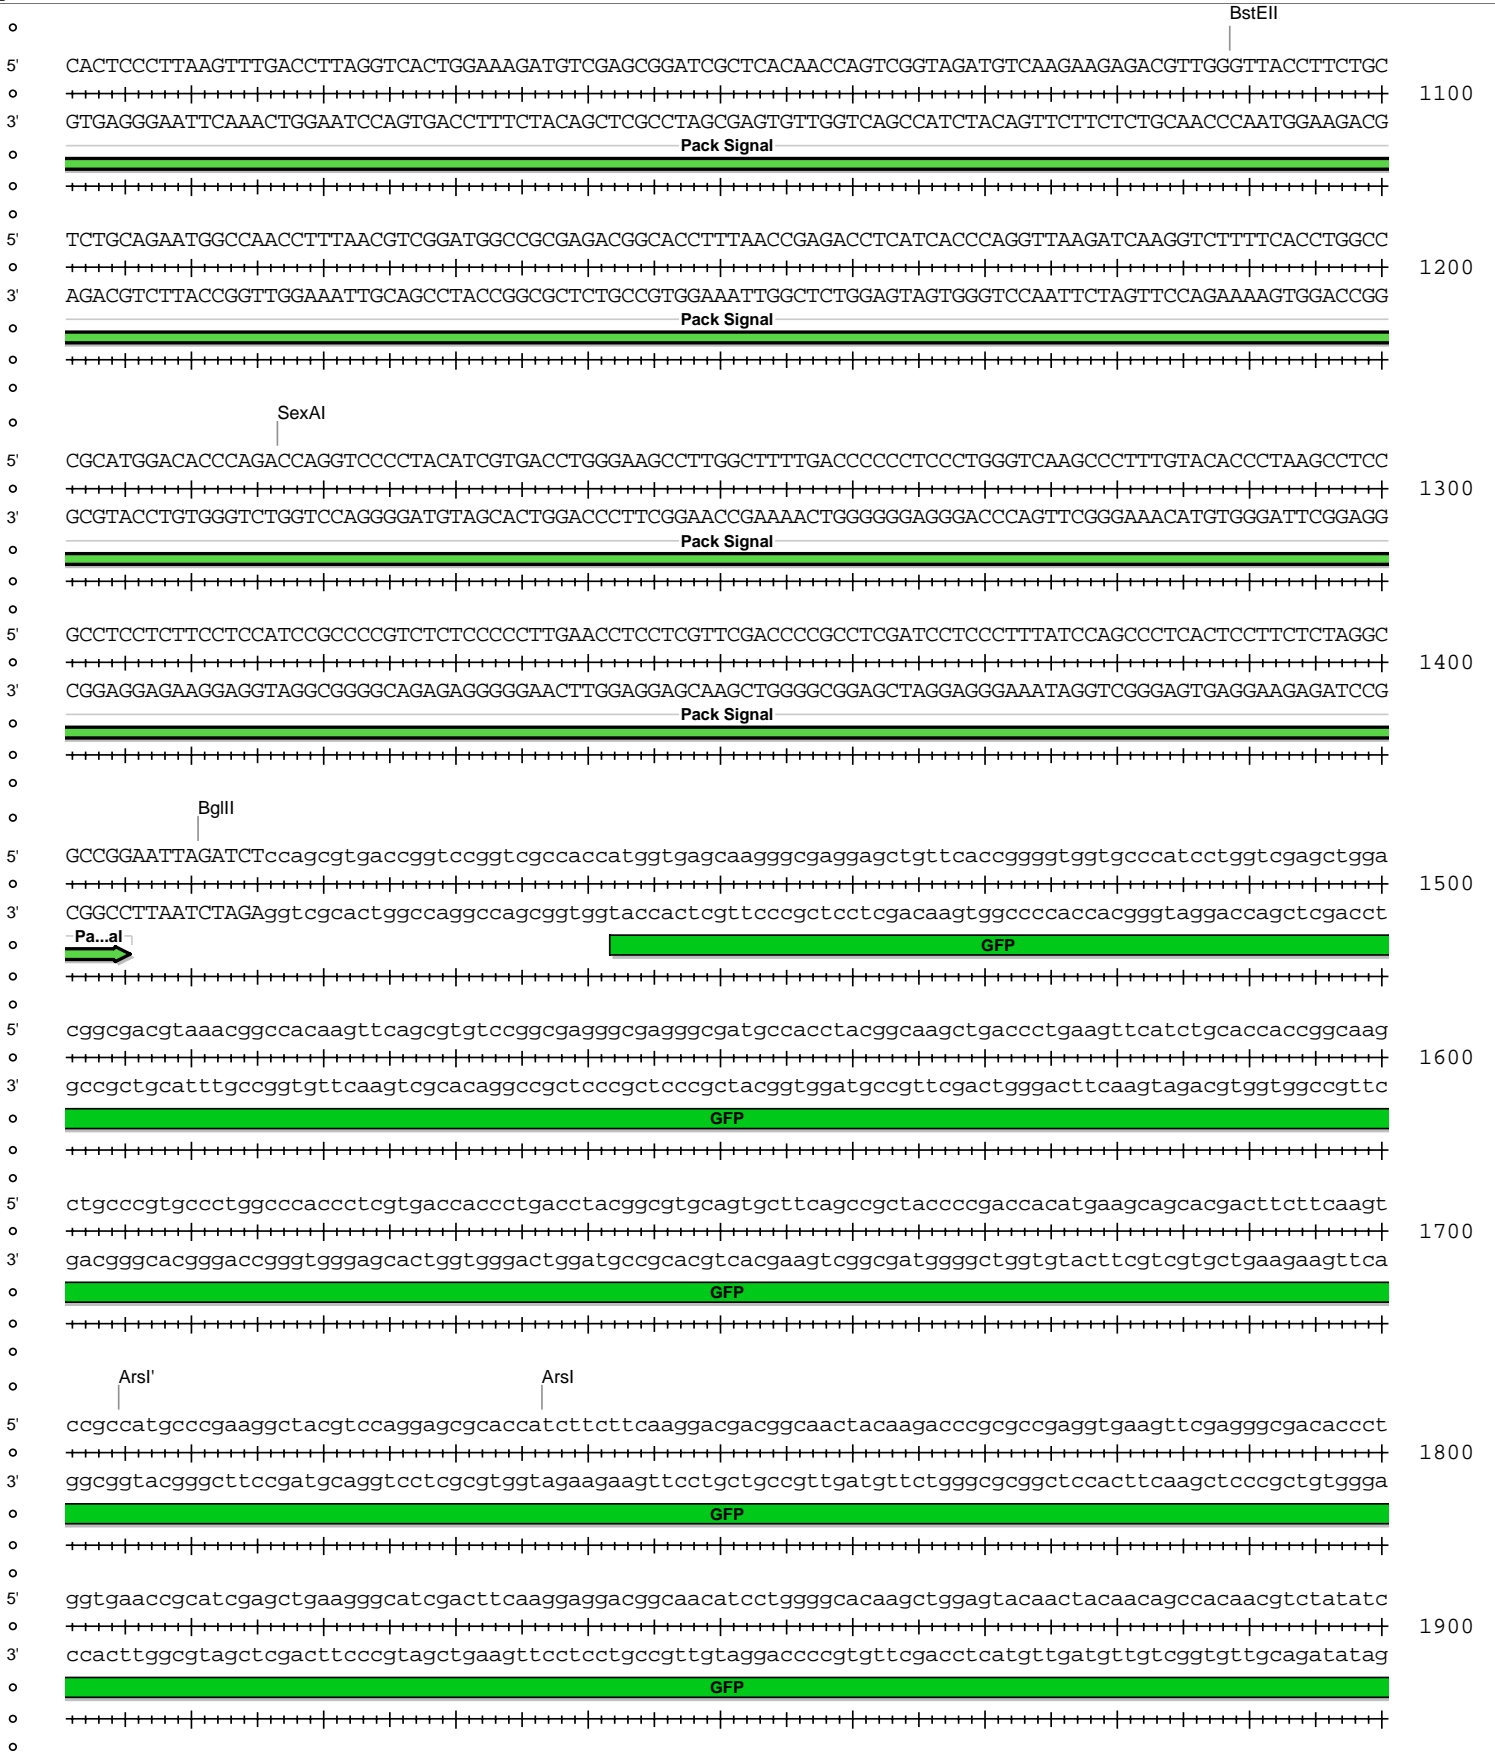 BstEII
5' CACTCCCTTAAGTTTGACCTTAGGTCACTGGAAAGATGTCGAGCGGATCGCTCACAACCAGTCGGTAGATGTCAAGAAGAGACGTTGGGTTACCTTCTGC
1100
3' GTGAGGGAATTCAAACTGGAATCCAGTGACCTTTCTACAGCTCGCCTAGCGAGTGTTGGTCAGCCATCTACAGTTCTTCTCTGCAACCCAATGGAAGACG
Pack Signal
5' TCTGCAGAATGGCCAACCTTTAACGTCGGATGGCCGCGAGACGGCACCTTTAACCGAGACCTCATCACCCAGGTTAAGATCAAGGTCTTTTCACCTGGCC
1200
3' AGACGTCTTACCGGTTGGAAATTGCAGCCTACCGGCGCTCTGCCGTGGAAATTGGCTCTGGAGTAGTGGGTCCAATTCTAGTTCCAGAAAAGTGGACCGG
Pack Signal
SexAI
5' CGCATGGACACCCAGACCAGGTCCCCTACATCGTGACCTGGGAAGCCTTGGCTTTTGACCCCCCTCCCTGGGTCAAGCCCTTTGTACACCCTAAGCCTCC
1300
3' GCGTACCTGTGGGTCTGGTCCAGGGGATGTAGCACTGGACCCTTCGGAACCGAAAACTGGGGGGAGGGACCCAGTTCGGGAAACATGTGGGATTCGGAGG
Pack Signal
5' GCCTCCTCTTCCTCCATCCGCCCCGTCTCTCCCCCTTGAACCTCCTCGTTCGACCCCGCCTCGATCCTCCCTTTATCCAGCCCTCACTCCTTCTCTAGGC
1400
3' CGGAGGAGAAGGAGGTAGGCGGGGCAGAGAGGGGGAACTTGGAGGAGCAAGCTGGGGCGGAGCTAGGAGGGAAATAGGTCGGGAGTGAGGAAGAGATCCG
Pack Signal
BglII
5' GCCGGAATTAGATCTccagcgtgaccggtccggtcgccaccatggtgagcaagggcgaggagctgttcaccggggtggtgcccatcctggtcgagctgga
1500
3' CGGCCTTAATCTAGAggtcgcactggccaggccagcggtggtaccactcgttcccgctcctcgacaagtggccccaccacgggtaggaccagctcgacct
Pa...al GFP
5' cggcgacgtaaacggccacaagttcagcgtgtccggcgagggcgagggcgatgccacctacggcaagctgaccctgaagttcatctgcaccaccggcaag
1600
3' gccgctgcatttgccggtgttcaagtcgcacaggccgctcccgctcccgctacggtggatgccgttcgactgggacttcaagtagacgtggtggccgttc
GFP
5' ctgcccgtgccctggcccaccctcgtgaccaccctgacctacggcgtgcagtgcttcagccgctaccccgaccacatgaagcagcacgacttcttcaagt
1700
3' gacgggcacgggaccgggtgggagcactggtgggactggatgccgcacgtcacgaagtcggcgatggggctggtgtacttcgtcgtgctgaagaagttca
GFP
ArsI' ArsI
5' ccgccatgcccgaaggctacgtccaggagcgcaccatcttcttcaaggacgacggcaactacaagacccgcgccgaggtgaagttcgagggcgacaccct
1800
3' ggcggtacgggcttccgatgcaggtcctcgcgtggtagaagaagttcctgctgccgttgatgttctgggcgcggctccacttcaagctcccgctgtggga
GFP
5' ggtgaaccgcatcgagctgaagggcatcgacttcaaggaggacggcaacatcctggggcacaagctggagtacaactacaacagccacaacgtctatatc
1900
3' ccacttggcgtagctcgacttcccgtagctgaagttcctcctgccgttgtaggaccccgtgttcgacctcatgttgatgttgtcggtgttgcagatatag
GFP